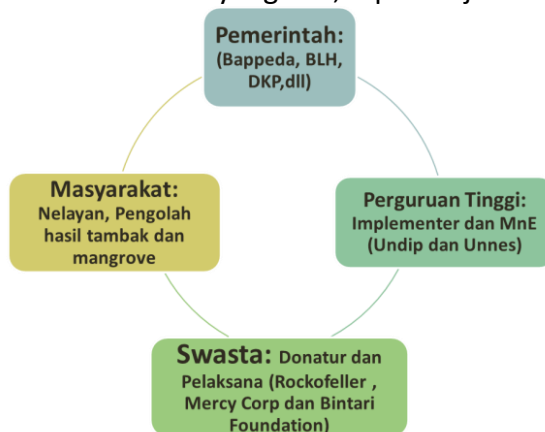 Pemerintah:
(Bappeda, BLH,
DKP,dll)
Masyarakat:
Nelayan, Pengolah
hasil tambak dan
mangrove
Perguruan Tinggi:
Implementer dan MnE
(Undip dan Unnes)
Swasta: Donatur dan
Pelaksana (Rockofeller ,
Mercy Corp dan Bintari
Foundation)